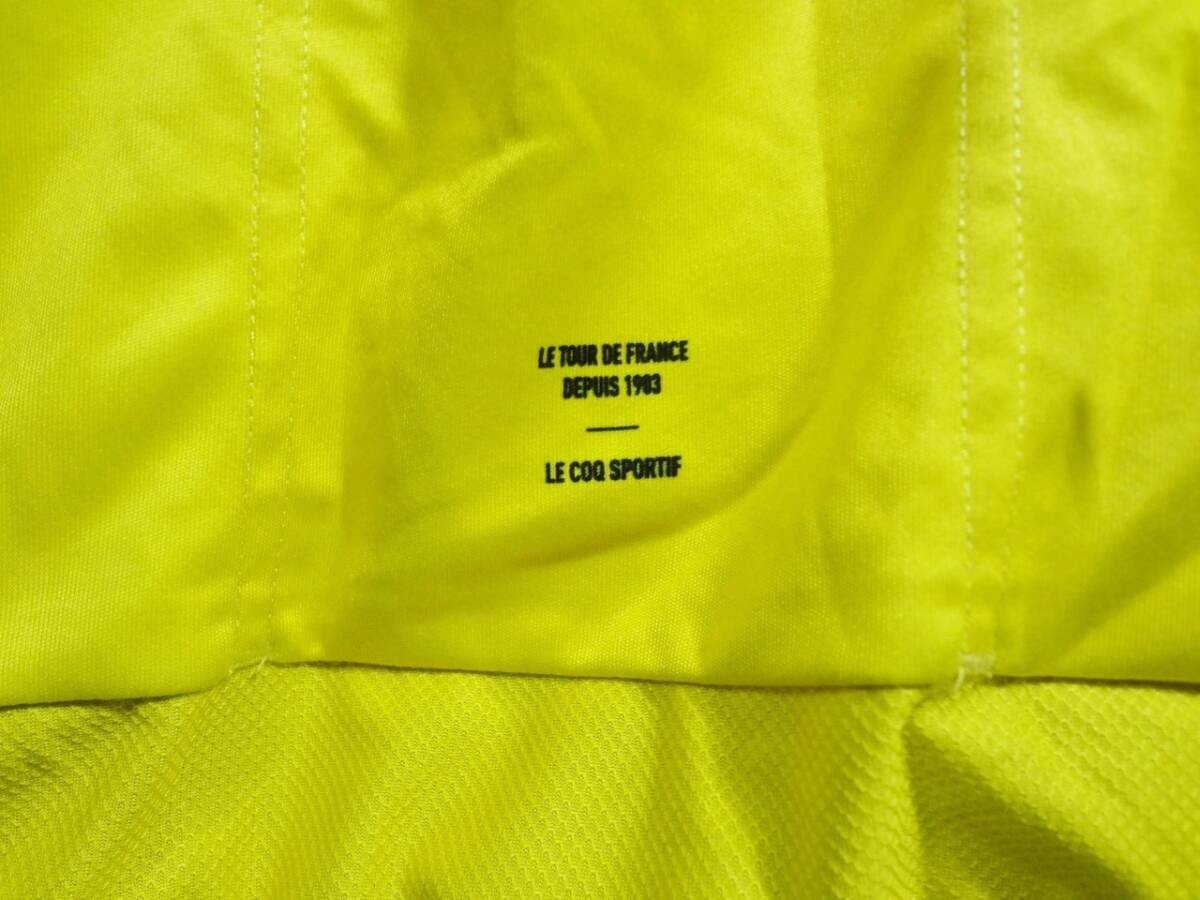 LE TOUR DE FRANCE
DEPUIS 1903
LE COQ SPORTIF